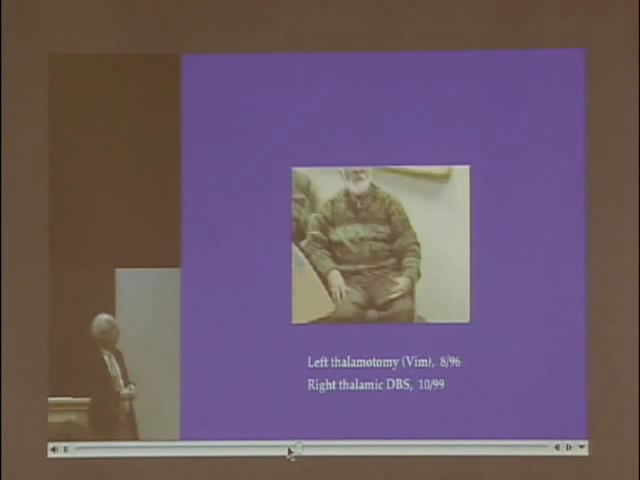 Left thalamotomy (Vim), 8/96
Right thalamic DBS, 10/99